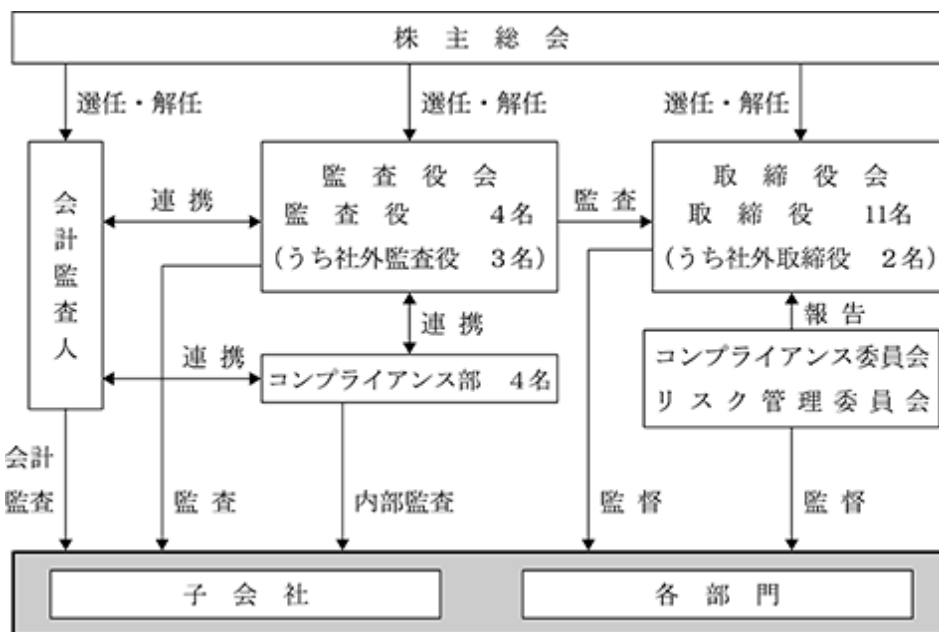 株主総会
選任・解任
選任・解任
選任・解任
会計監査人
連携
監査役会
監査役 4名
(うち社外監査役 3名)
監査
取締役会
取締役 11名
(うち社外取締役 2名)
連携
報告
連携
コンプライアンス部 4名
コンプライアンス委員会
リスク管理委員会
会計
監査
監査
内部監査
監督
監督
子会社
各部門